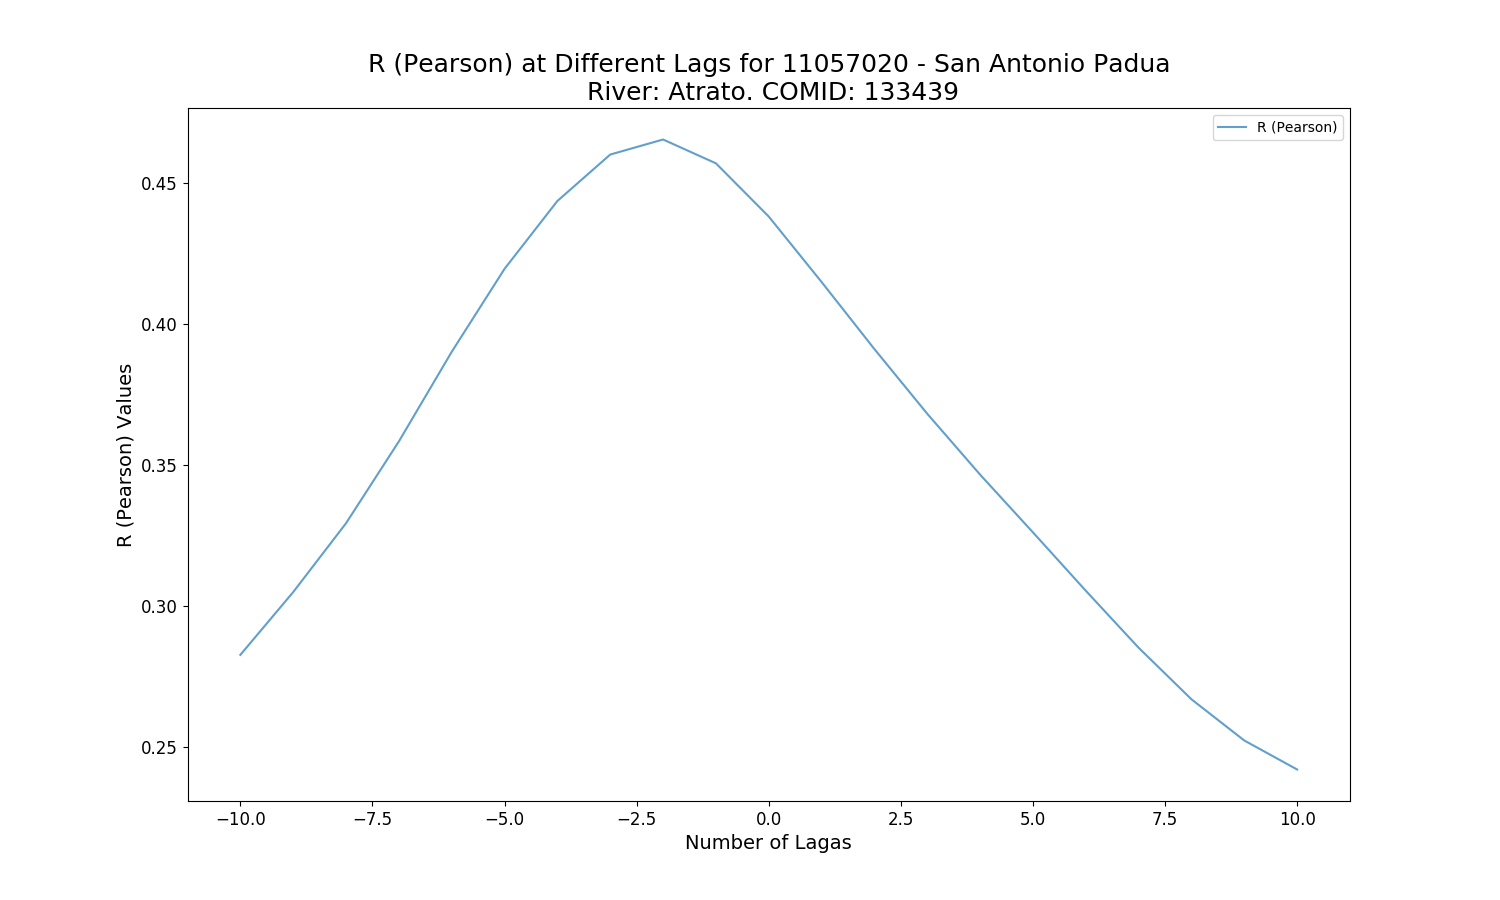 R (Pearson) at Different Lags for 11057020 - San Antonio Padua
River: Atrato. COMID: 133439
R (Pearson)
0.45
0.40
0.35
0.30
0.25
R (Pearson) Values
−10.0 −7.5 −5.0 −2.5 0.0 2.5 5.0 7.5 10.0
Number of Lagas